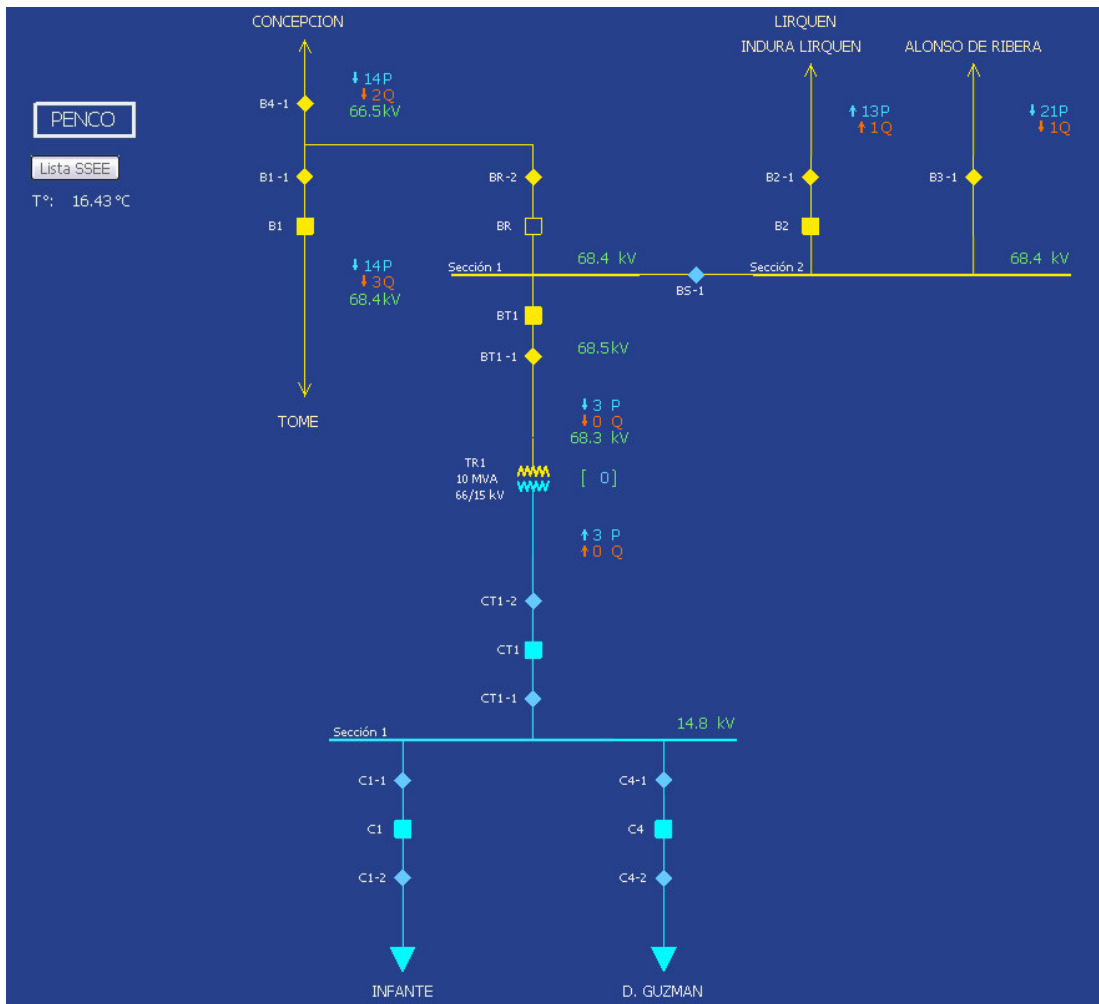 CONCEPCION
LIRQUEN
INDURA LIRQUEN
ALONSO DE RIBERA
14P
2Q
66.5kV
B4-1
13P
1Q
21P
1Q
PENCO
Lista SSEE
T°: 16.43 °C
B1-1
BR-2
B2-1
B3-1
B1
BR
B2
14P
3Q
68.4kV
Sección 1
68.4 kV
BS-1
Sección 2
68.4 kV
BT1
BT1-1
68.5kV
TOME
3 P
0 Q
68.3 kV
TR1
10 MVA
66/15 kV
[ 0]
3 P
0 Q
CT1-2
CT1
CT1-1
Sección 1
14.8 kV
C1-1
C4-1
C1
C4
C1-2
C4-2
INFANTE
D. GUZMAN